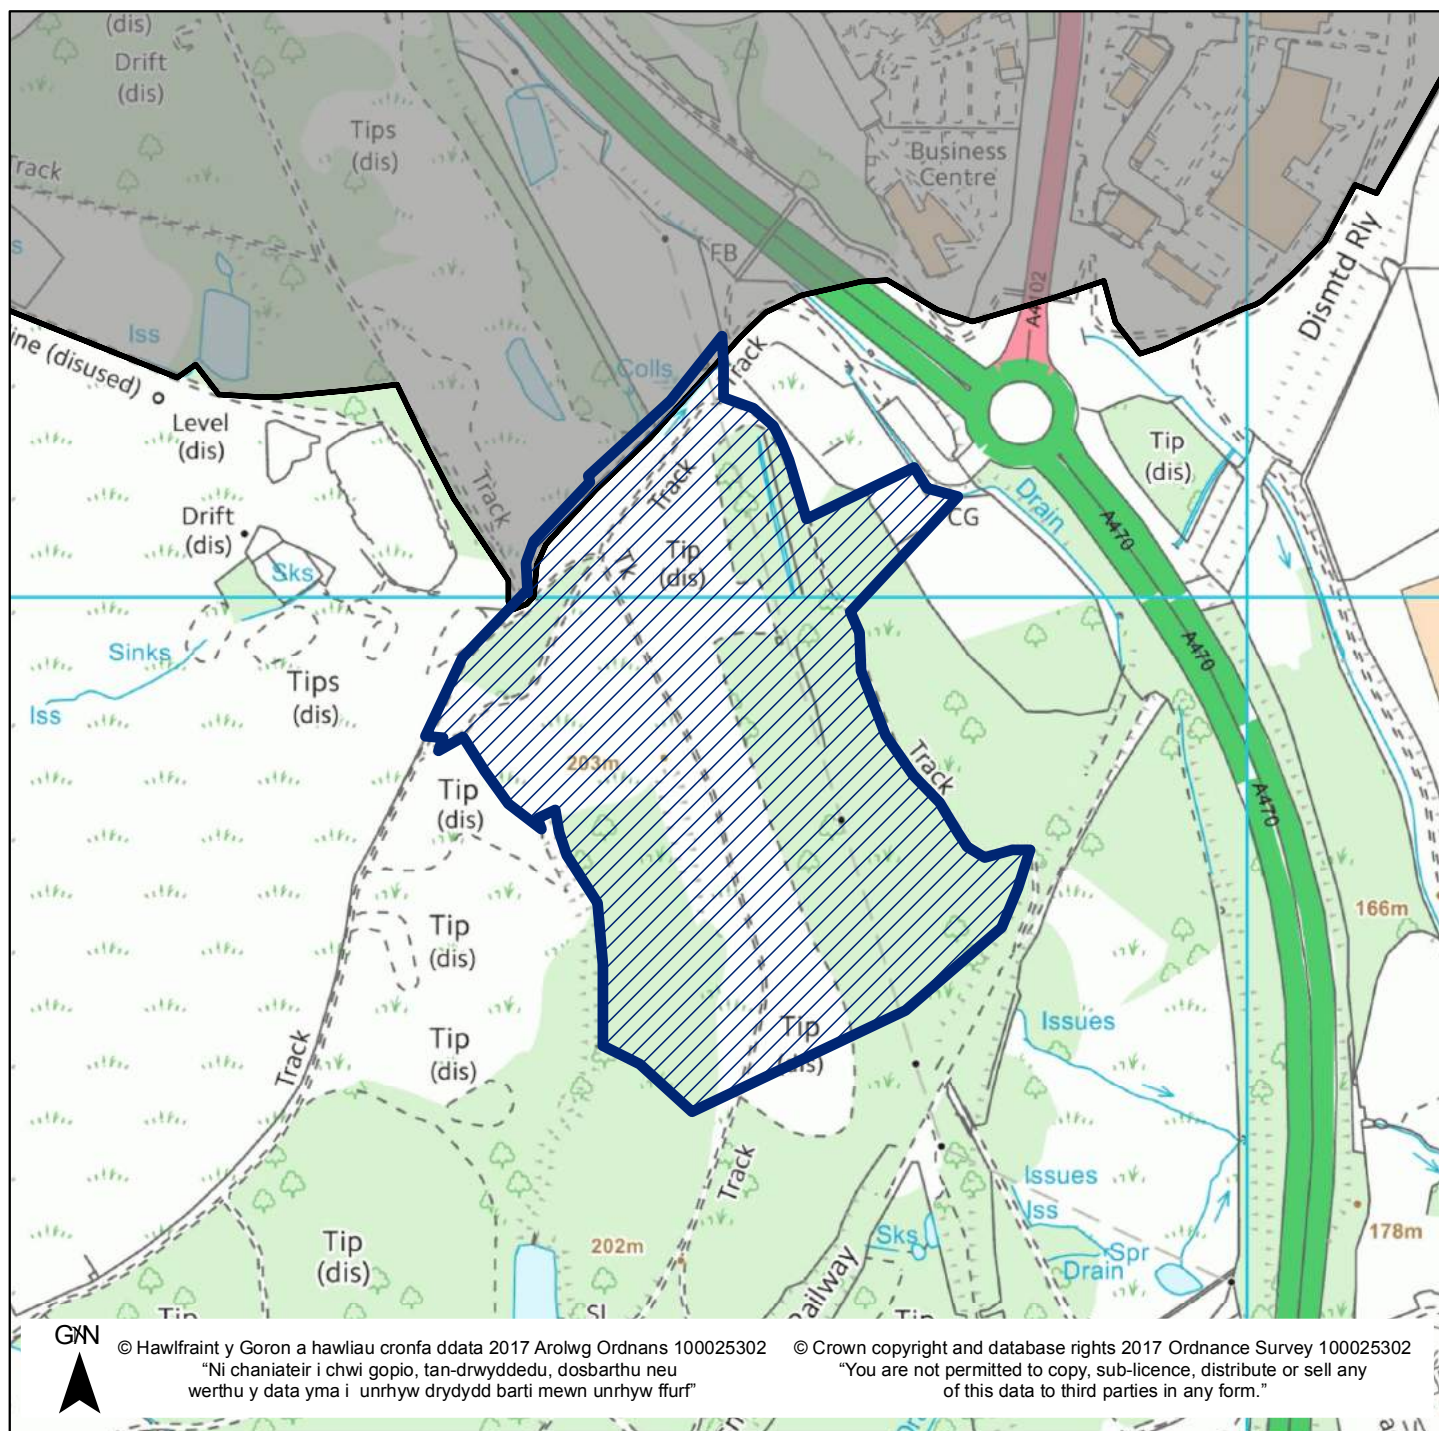 (dis)
Drift
(dis)
Tips
(dis)
Track
Business
Centre
FB
A4102
Dismtd Rly
Iss
ine (disused)
Colls
Track
Level
(dis)
Track
Track
Tip
(dis)
Drift
(dis)
Drain
CG
A470
Sks
Tip
(dis)
Sinks
A470
Iss
Tips
(dis)
203m
Track
Tip
(dis)
A470
166m
Tip
(dis)
Tip
(dis)
Issues
Tip
(dis)
Track
Track
Issues
Iss
Sks
178m
Tip
(dis)
202m
Spr
Drain
Railway
Tip
SL
Tip
GN
© Hawlfraint y Goron a hawliau cronfa ddata 2017 Arolwg Ordnans 100025302
“Ni chaniateir i chwi gopio, tan-drwyddedu, dosbarthu neu
werthu y data yma i unrhyw drydydd barti mewn unrhyw ffurf”
© Crown copyright and database rights 2017 Ordnance Survey 100025302
“You are not permitted to copy, sub-licence, distribute or sell any
of this data to third parties in any form.”